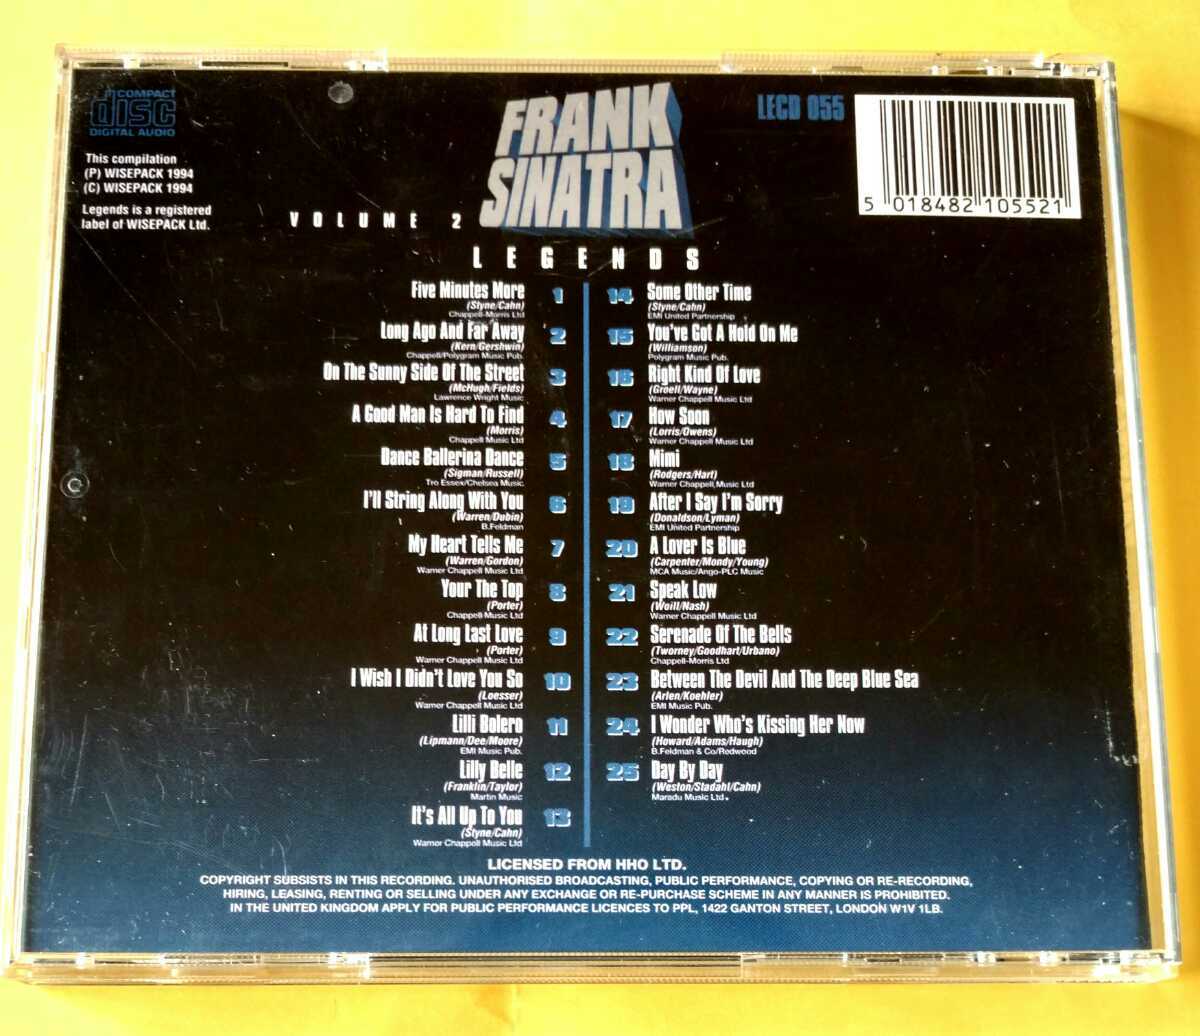 COMPACT
disc
DIGITAL AUDIO
This compilation
(P) WISEPACK 1994
(C) WISEPACK 1994
Legends is a registered
label of WISEPACK Ltd.
FRANK
SINATRA
VOLUME 2
LEGENDS
LECD 055
5 018482 105521
Five Minutes More 1
(Styne/Cahn)
Chappell-Morris Ltd
Long Ago And Far Away 2
(Kern/Gershwin)
Chappell/Polygram Music Pub.
On The Sunny Side Of The Street 3
(McHugh/Fields)
Lawrence Wright Music
A Good Man Is Hard To Find 4
(Morris)
Chappell Music Ltd
Dance Ballerina Dance 5
(Sigman/Russell)
Tro Essex/Chelsea Music.
I'll String Along With You 6
(Warren/Dubin)
B.Feldman
My Heart Tells Me 7
(Warren/Gordon)
Warner Chappell Music Ltd
Your The Top 8
(Porter)
Chappell Music Ltd
At Long Last Love 9
(Porter)
Warner Chappell Music Ltd
I Wish I Didn't Love You So 10
(Loesser)
Warner Chappell Music Ltd
Lilli Bolero 11
(Lipmann/Dee/Moore)
EMI Music Pub.
Lilly Belle 12
(Franklin/Taylor)
Martin Music
It's All Up To You 13
(Styne/Cahn)
Warner Chappell Music Ltd
14 Some Other Time
(Styne/Cahn)
EMI United Partnership
15 You've Got A Hold On Me
(Williamson)
Polygram Music Pub.
16 Right Kind Of Love
(Groell/Wayne)
Warner Chappell Music Ltd
17 How Soon
(Lorris/Owens)
Warner Chappell Music Ltd
18 Mimi
(Rodgers/Hart)
Warner Chappell Music Ltd
19 After I Say I'm Sorry
(Donaldson/Lyman)
EMI United Partnership
20 A Lover Is Blue
(Carpenter/Mondy/Young)
MCA Music/Ango-PLC Music
21 Speak Low
(Woill/Nash)
Warner Chappell Music Ltd
22 Serenade Of The Bells
(Tworney/Goodhart/Urbano)
Chappell-Morris Ltd
23 Between The Devil And The Deep Blue Sea
(Arlen/Koehler)
EMI Music Pub.
24 I Wonder Who's Kissing Her Now
(Howard/Adams/Haugh)
B.Feldman & Co/Redwood
25 Day By Day
(Weston/Stadahl/Cahn)
Maradu Music Ltd.
LICENSED FROM HHO LTD.
COPYRIGHT SUBSISTS IN THIS RECORDING. UNAUTHORISED BROADCASTING, PUBLIC PERFORMANCE, COPYING OR RE-RECORDING,
HIRING, LEASING, RENTING OR SELLING UNDER ANY EXCHANGE OR RE-PURCHASE SCHEME IN ANY MANNER IS PROHIBITED.
IN THE UNITED KINGDOM APPLY FOR PUBLIC PERFORMANCE LICENCES TO PPL, 1422 GANTON STREET, LONDON W1V 1LB.